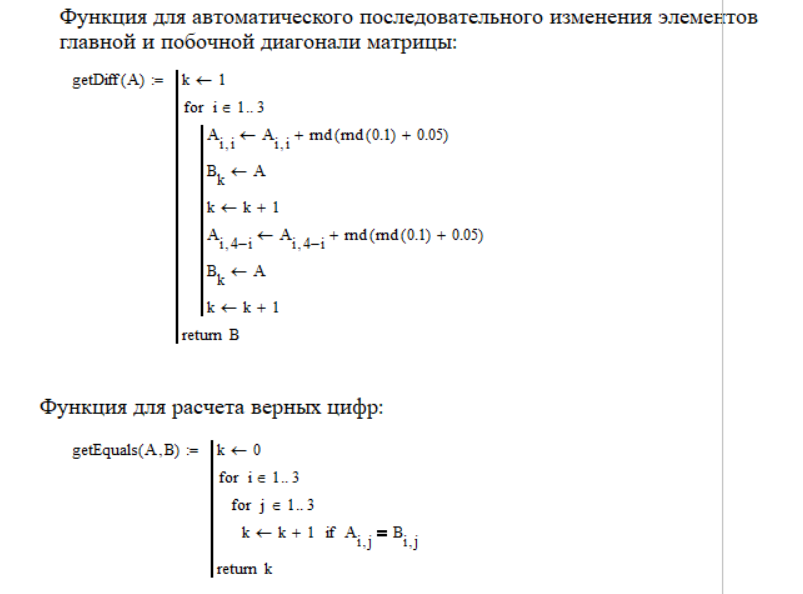 Функция для автоматического последовательного изменения элементов
главной и побочной диагонали матрицы:
getDiff(A) := k ← 1
for i ∈ 1.. 3
A_{i,i} ← A_{i,i} + rnd(rnd(0.1) + 0.05)
B_k ← A
k ← k + 1
A_{i,4−i} ← A_{i,4−i} + rnd(rnd(0.1) + 0.05)
B_k ← A
k ← k + 1
return B
Функция для расчета верных цифр:
getEquals(A,B) := k ← 0
for i ∈ 1.. 3
for j ∈ 1.. 3
k ← k + 1 if A_{i,j} = B_{i,j}
return k